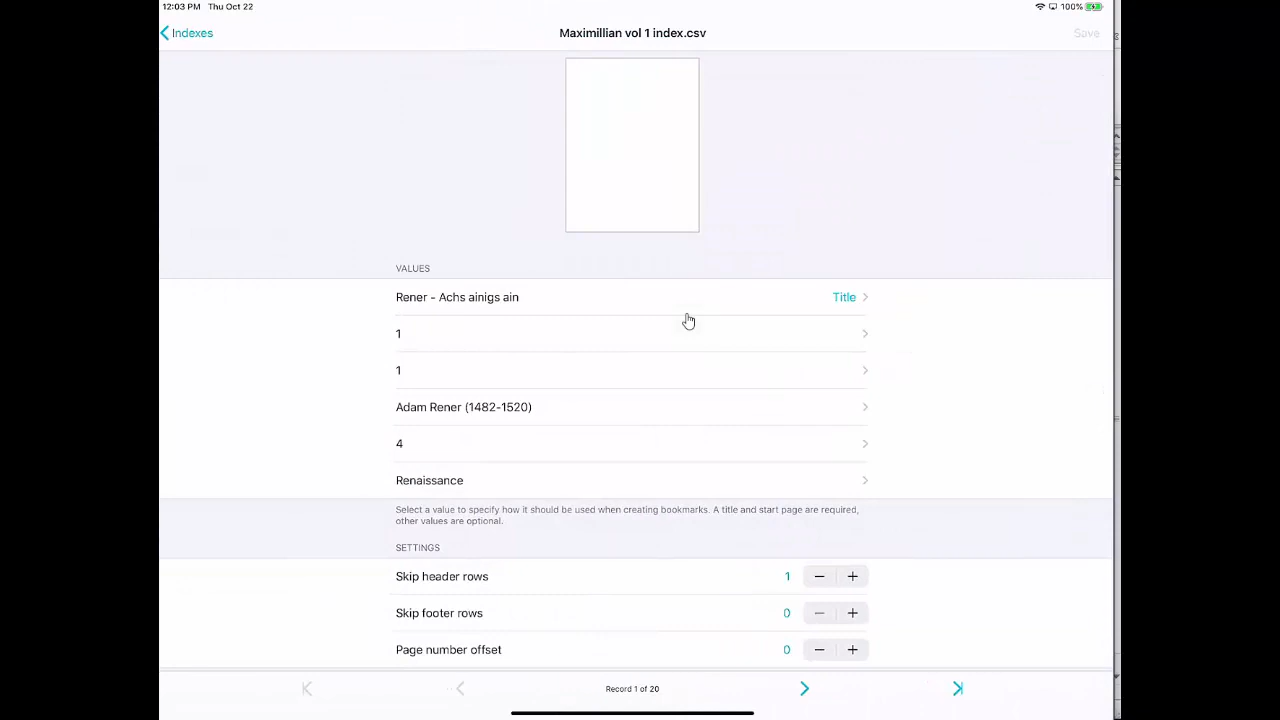 12:03 PM Thu Oct 22
100%
Indexes
Maximillian vol 1 index.csv
Save
VALUES
Rener - Achs ainigs ain
Title
1
1
Adam Rener (1482-1520)
4
Renaissance
Select a value to specify how it should be used when creating bookmarks. A title and start page are required,
other values are optional.
SETTINGS
Skip header rows
1
Skip footer rows
0
Page number offset
0
Record 1 of 20